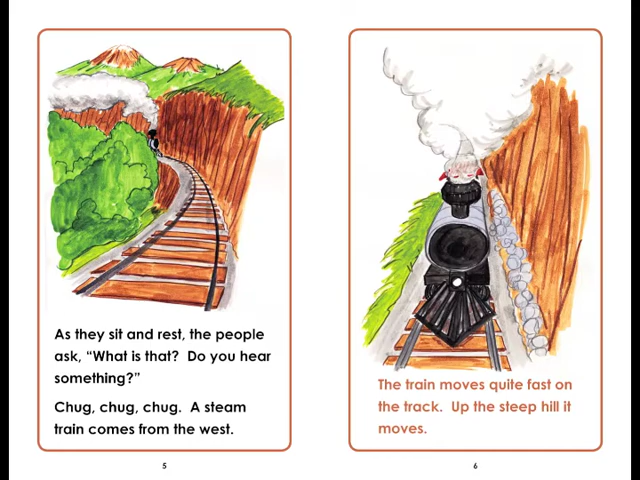 As they sit and rest, the people
ask, “What is that?  Do you hear
something?”
Chug, chug, chug.  A steam
train comes from the west.
5
The train moves quite fast on
the track.  Up the steep hill it
moves.
6